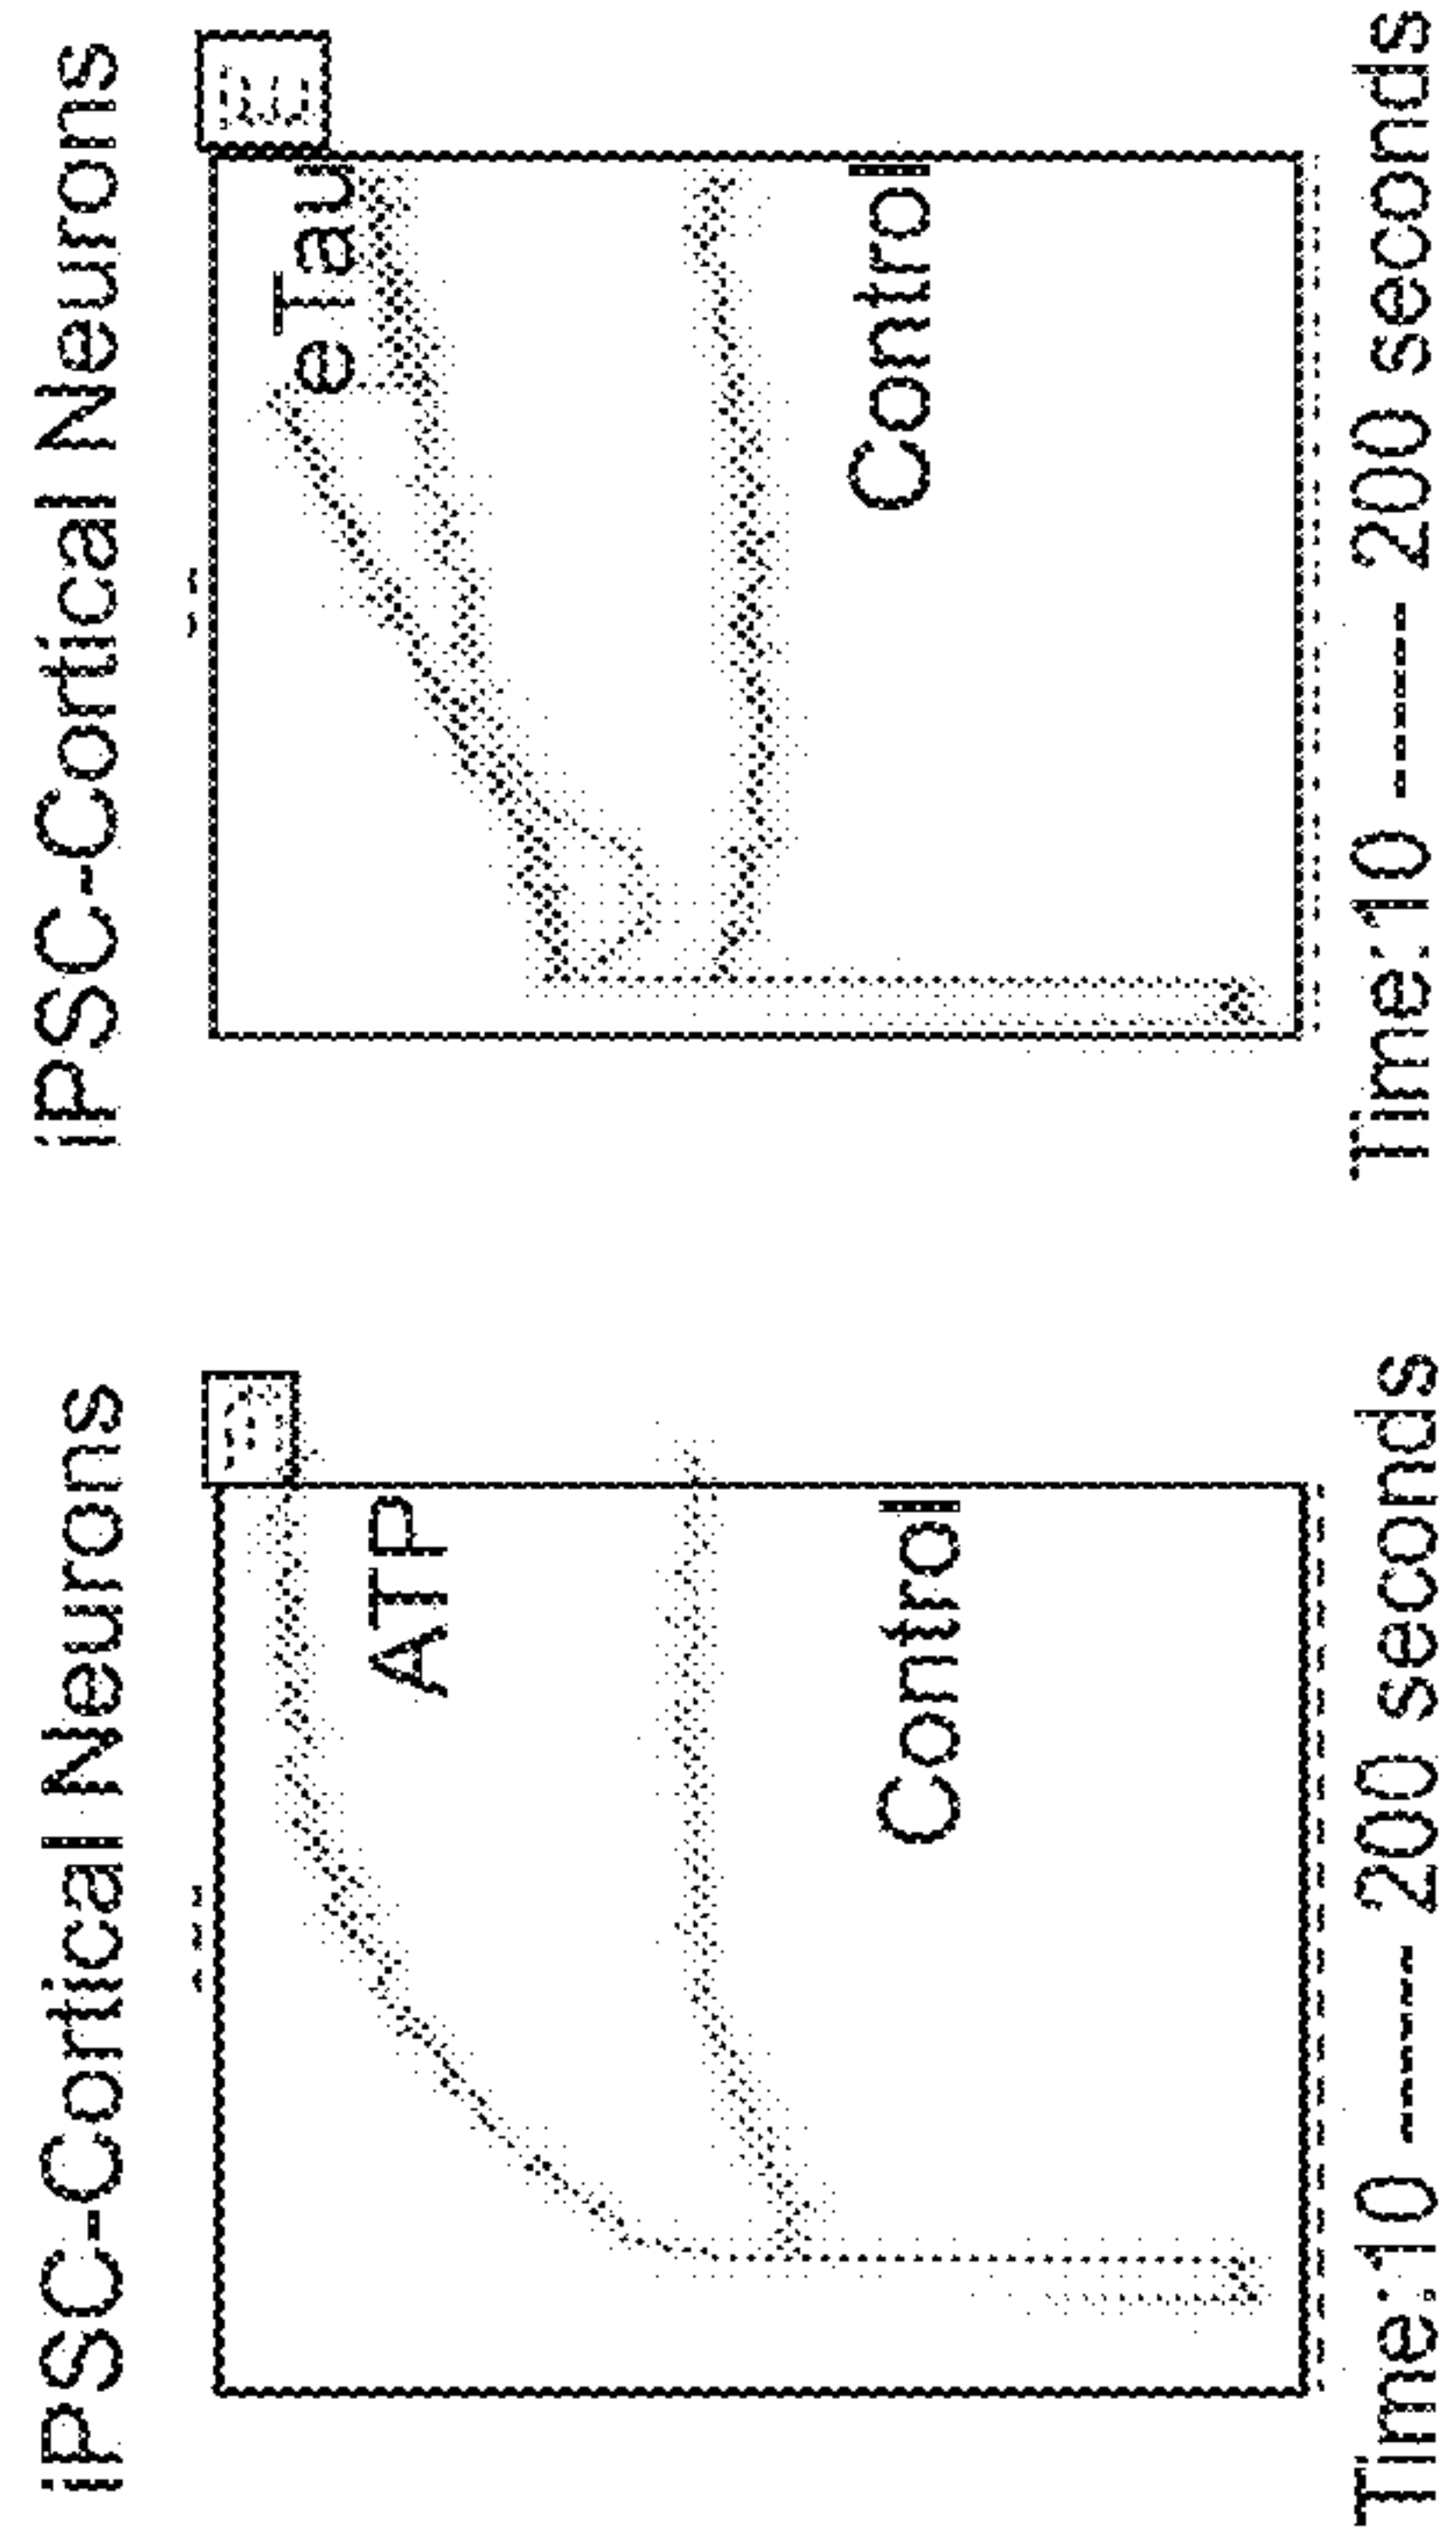 iPSC-Cortical Neurons
ATP
Control
Time:10 ------ 200 seconds
iPSC-Cortical Neurons
eTau
Control
Time:10 ------ 200 seconds